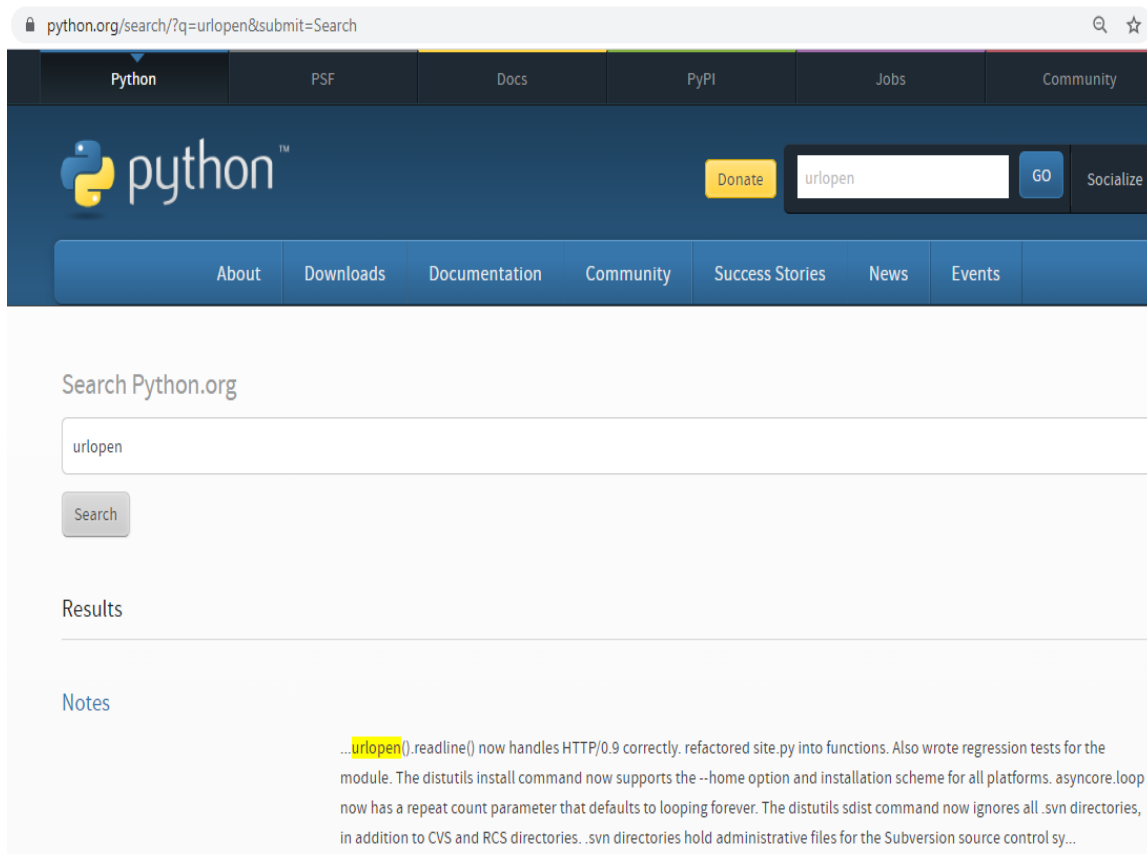 python.org/search/?q=urlopen&submit=Search
Python PSF Docs PyPI Jobs Community
python™
Donate urlopen GO Socialize
About Downloads Documentation Community Success Stories News Events
Search Python.org
urlopen
Search
Results
Notes
...urlopen().readline() now handles HTTP/0.9 correctly. refactored site.py into functions. Also wrote regression tests for the
module. The distutils install command now supports the --home option and installation scheme for all platforms. asyncore.loop
now has a repeat count parameter that defaults to looping forever. The distutils sdist command now ignores all .svn directories,
in addition to CVS and RCS directories. .svn directories hold administrative files for the Subversion source control sy...